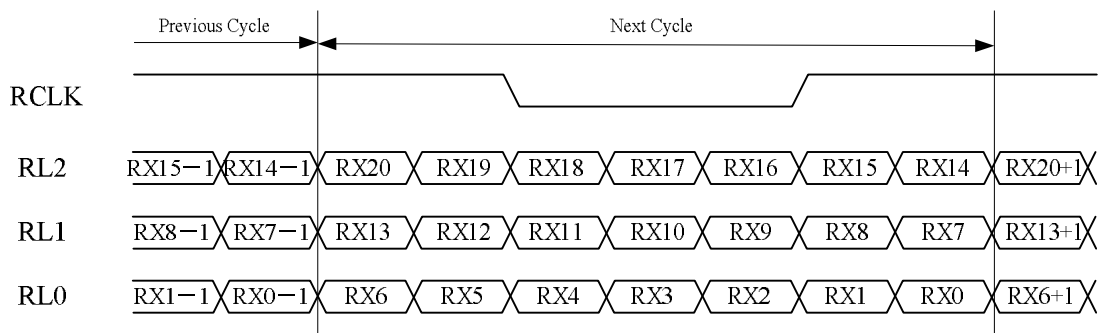 Previous Cycle Next Cycle
RCLK
RL2 RX15−1 RX14−1 RX20 RX19 RX18 RX17 RX16 RX15 RX14 RX20+1
RL1 RX8−1 RX7−1 RX13 RX12 RX11 RX10 RX9 RX8 RX7 RX13+1
RL0 RX1−1 RX0−1 RX6 RX5 RX4 RX3 RX2 RX1 RX0 RX6+1